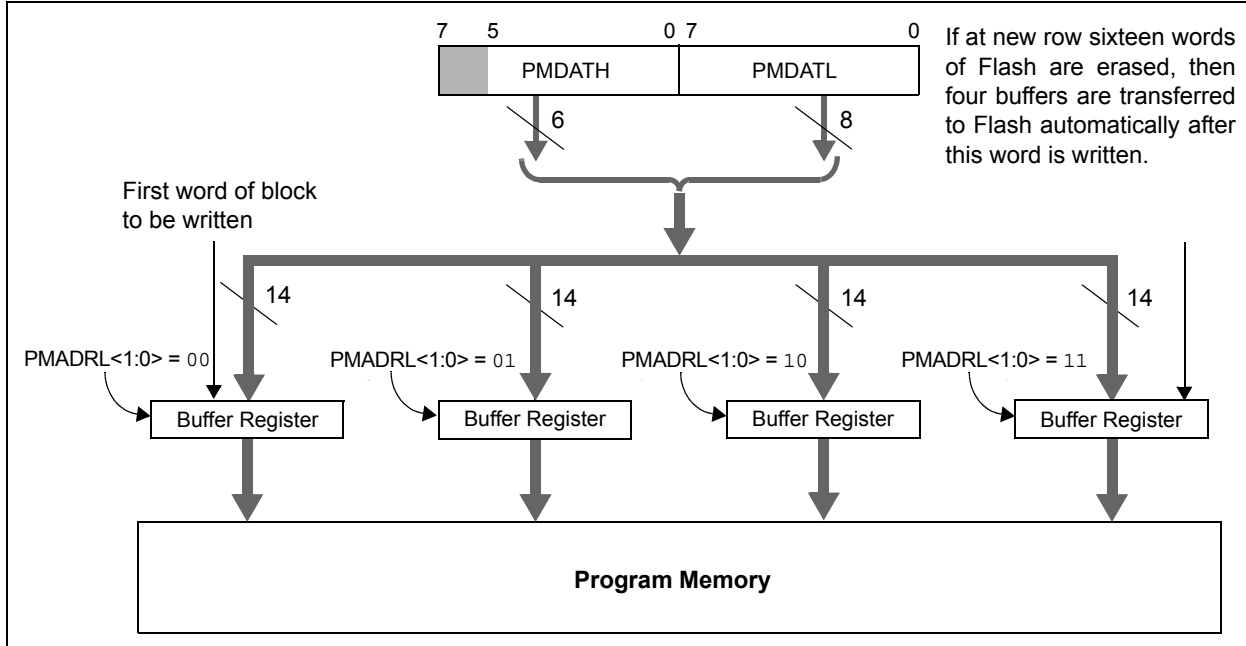 7 5 0 7 0
PMDATH PMDATL
If at new row sixteen words
of Flash are erased, then
four buffers are transferred
to Flash automatically after
this word is written.
6 8
First word of block
to be written
14 14 14 14
PMADRL<1:0> = 00 PMADRL<1:0> = 01 PMADRL<1:0> = 10 PMADRL<1:0> = 11
Buffer Register Buffer Register Buffer Register Buffer Register
Program Memory